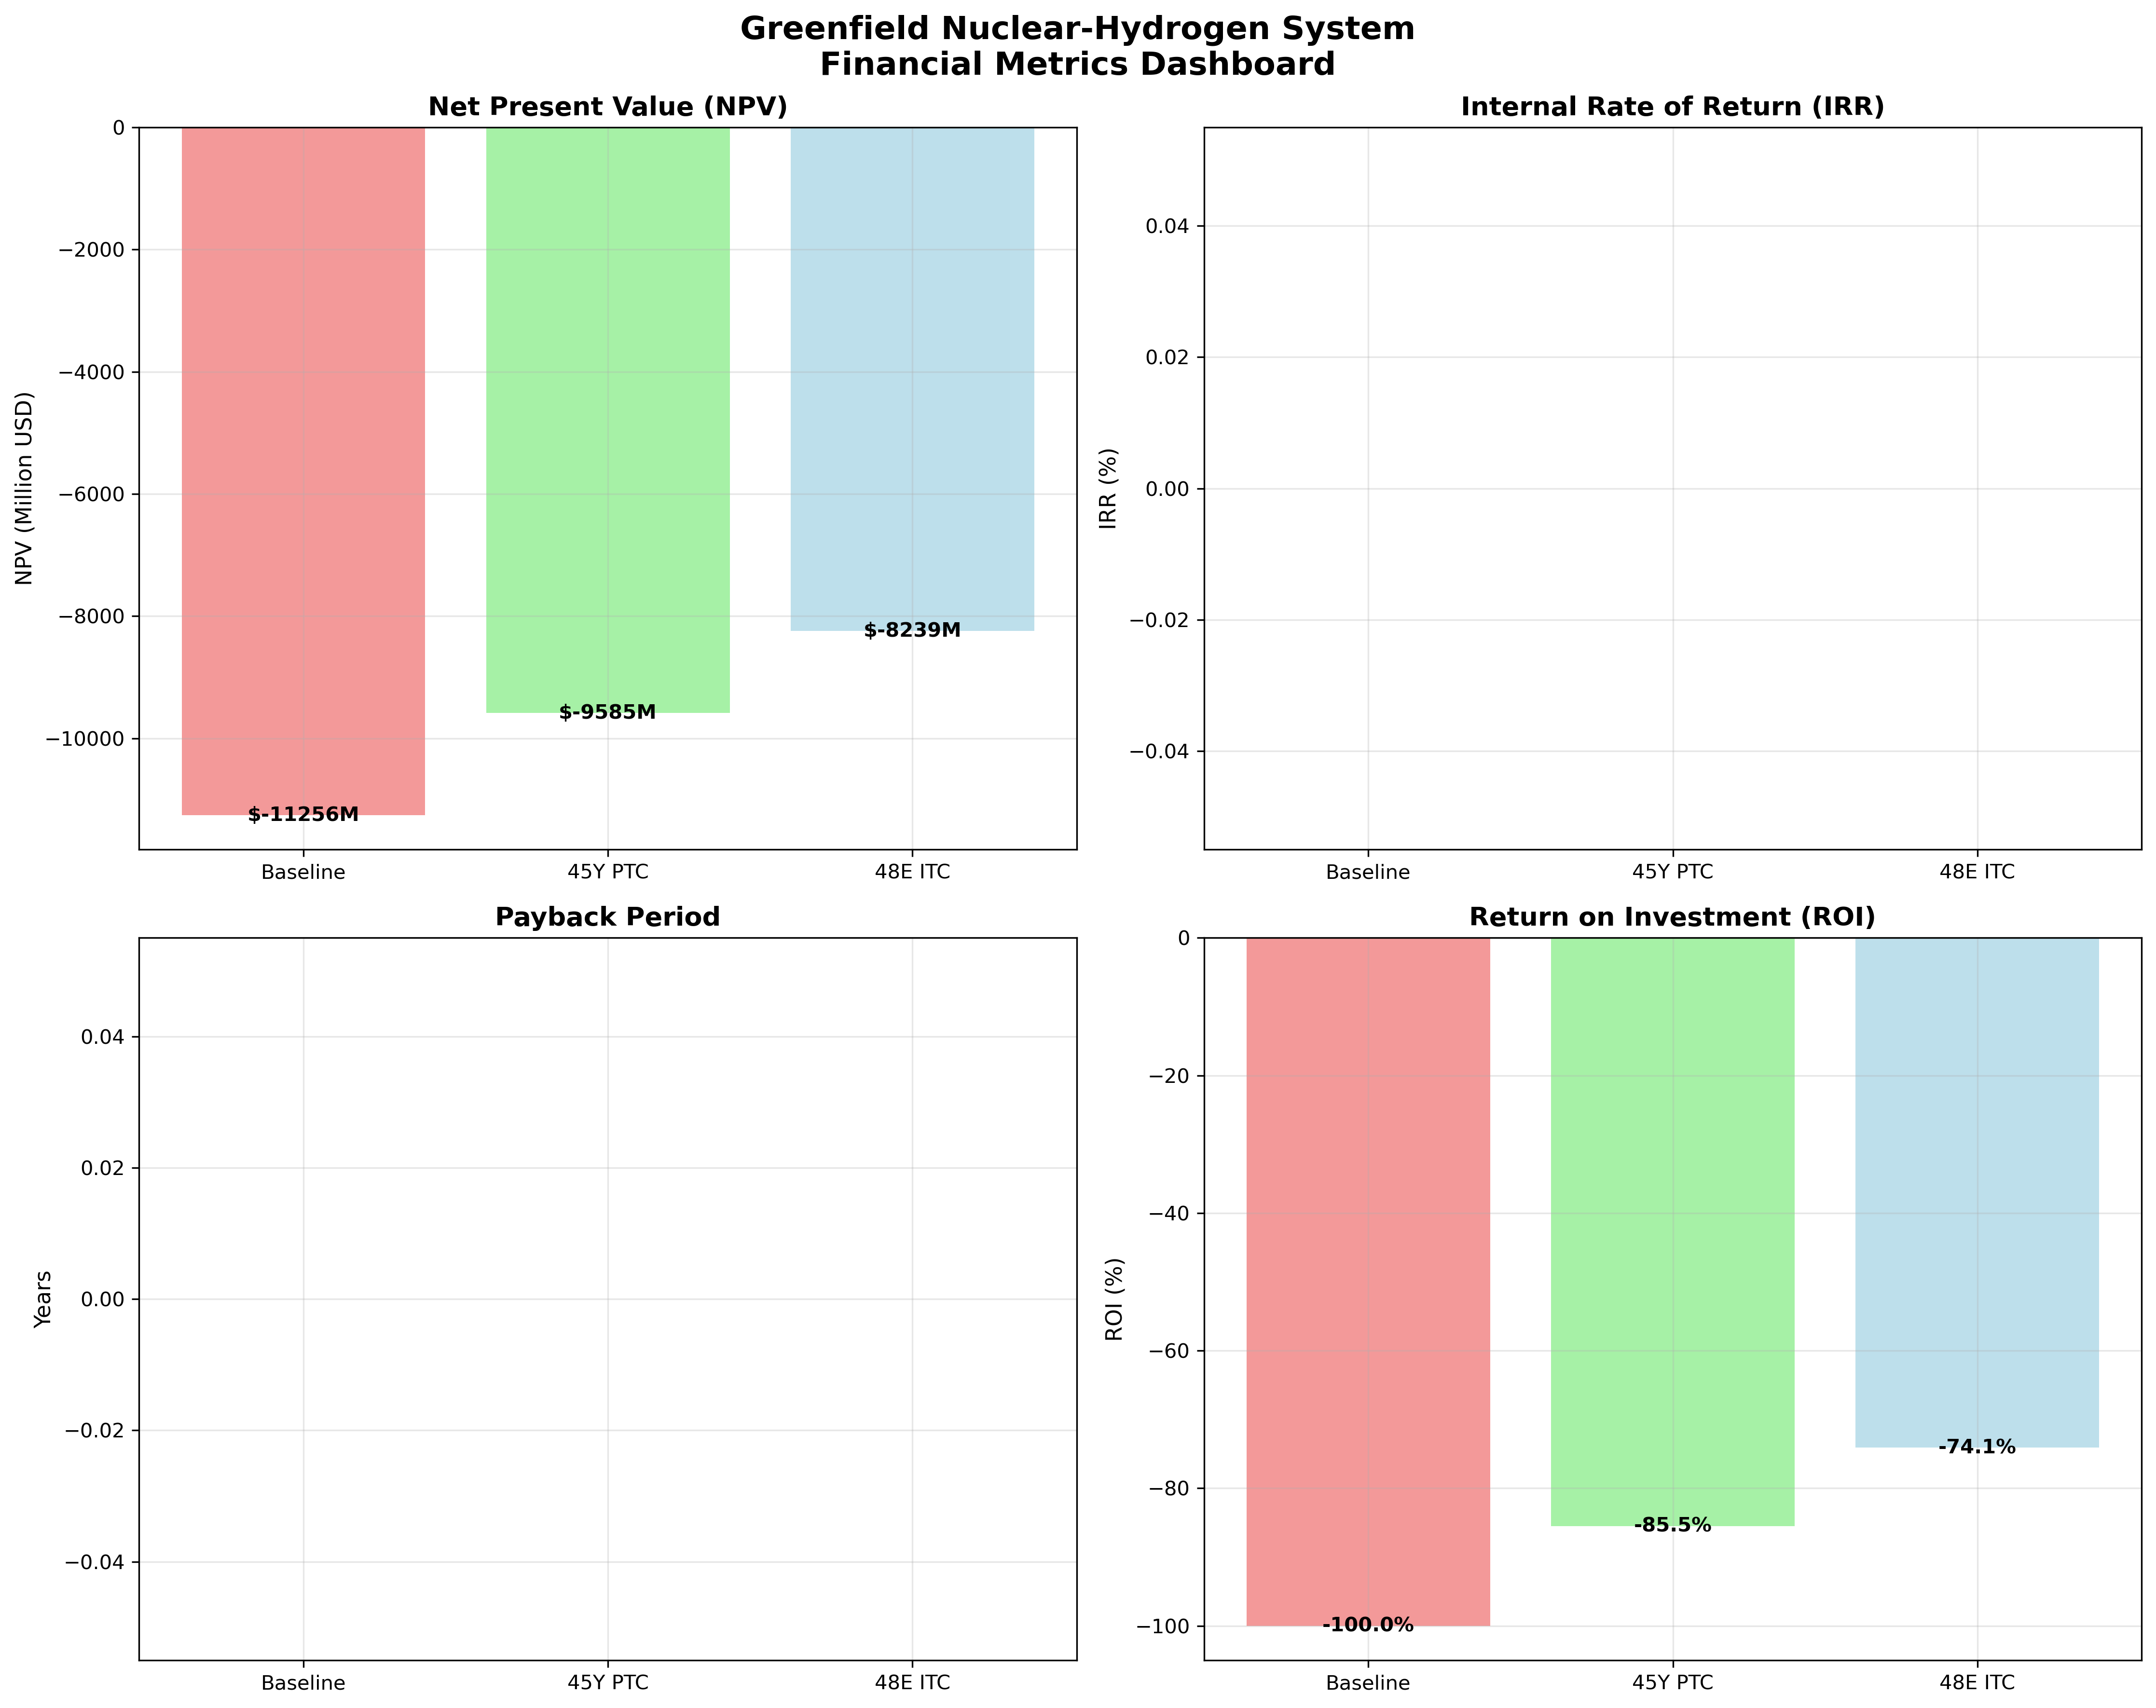 Greenfield Nuclear-Hydrogen System
Financial Metrics Dashboard
Net Present Value (NPV)
NPV (Million USD)
0
−2000
−4000
−6000
−8000
−10000
$-11256M
$-9585M
$-8239M
Baseline
45Y PTC
48E ITC
Internal Rate of Return (IRR)
IRR (%)
0.04
0.02
0.00
−0.02
−0.04
Baseline
45Y PTC
48E ITC
Payback Period
Years
0.04
0.02
0.00
−0.02
−0.04
Baseline
45Y PTC
48E ITC
Return on Investment (ROI)
ROI (%)
0
−20
−40
−60
−80
−100
-100.0%
-85.5%
-74.1%
Baseline
45Y PTC
48E ITC